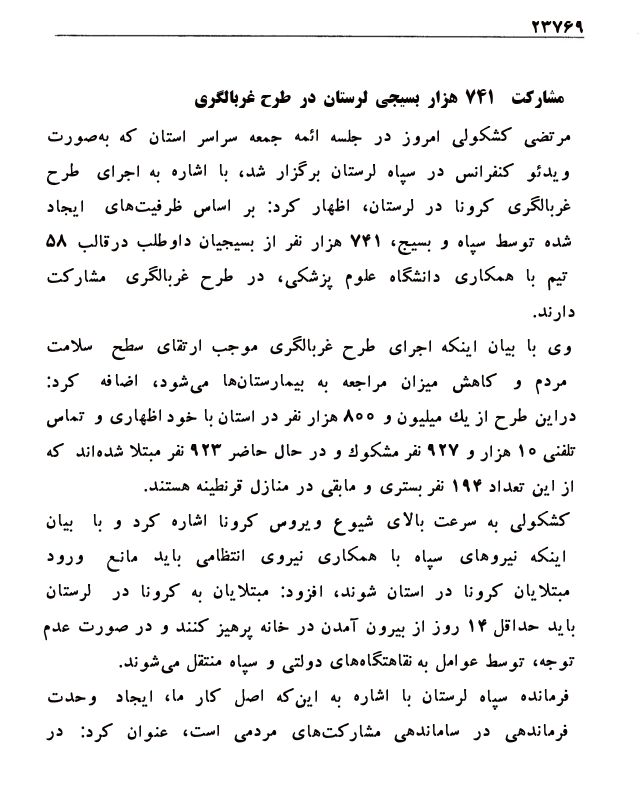 ۲۳۷۶۹
مشارکت ۷۴۱ هزار بسیجی لرستان در طرح غربالگری
مرتضی کشکولی امروز در جلسه ائمه جمعه سراسر استان که به‌صورت
ویدئو کنفرانس در سپاه لرستان برگزار شد، با اشاره به اجرای طرح
غربالگری کرونا در لرستان، اظهار کرد: بر اساس ظرفیت‌های ایجاد
شده توسط سپاه و بسیج، ۷۴۱ هزار نفر از بسیجیان داوطلب درقالب ۵۸
تیم با همکاری دانشگاه علوم پزشکی، در طرح غربالگری مشارکت
دارند.
وی با بیان اینکه اجرای طرح غربالگری موجب ارتقای سطح سلامت
مردم و کاهش میزان مراجعه به بیمارستان‌ها می‌شود، اضافه کرد:
دراین طرح از یك میلیون و ۸۰۰ هزار نفر در استان با خود اظهاری و تماس
تلفنی ۱۰ هزار و ۹۲۷ نفر مشکوك و در حال حاضر ۹۲۳ نفر مبتلا شده‌اند که
از این تعداد ۱۹۴ نفر بستری و مابقی در منازل قرنطینه هستند.
کشکولی به سرعت بالای شیوع ویروس کرونا اشاره کرد و با بیان
اینکه نیروهای سپاه با همکاری نیروی انتظامی باید مانع ورود
مبتلایان کرونا در استان شوند، افزود: مبتلایان به کرونا در لرستان
باید حداقل ۱۴ روز از بیرون آمدن در خانه پرهیز کنند و در صورت عدم
توجه، توسط عوامل به نقاهتگاه‌های دولتی و سپاه منتقل می‌شوند.
فرمانده سپاه لرستان با اشاره به این‌که اصل کار ما، ایجاد وحدت
فرماندهی در ساماندهی مشارکت‌های مردمی است، عنوان کرد: در